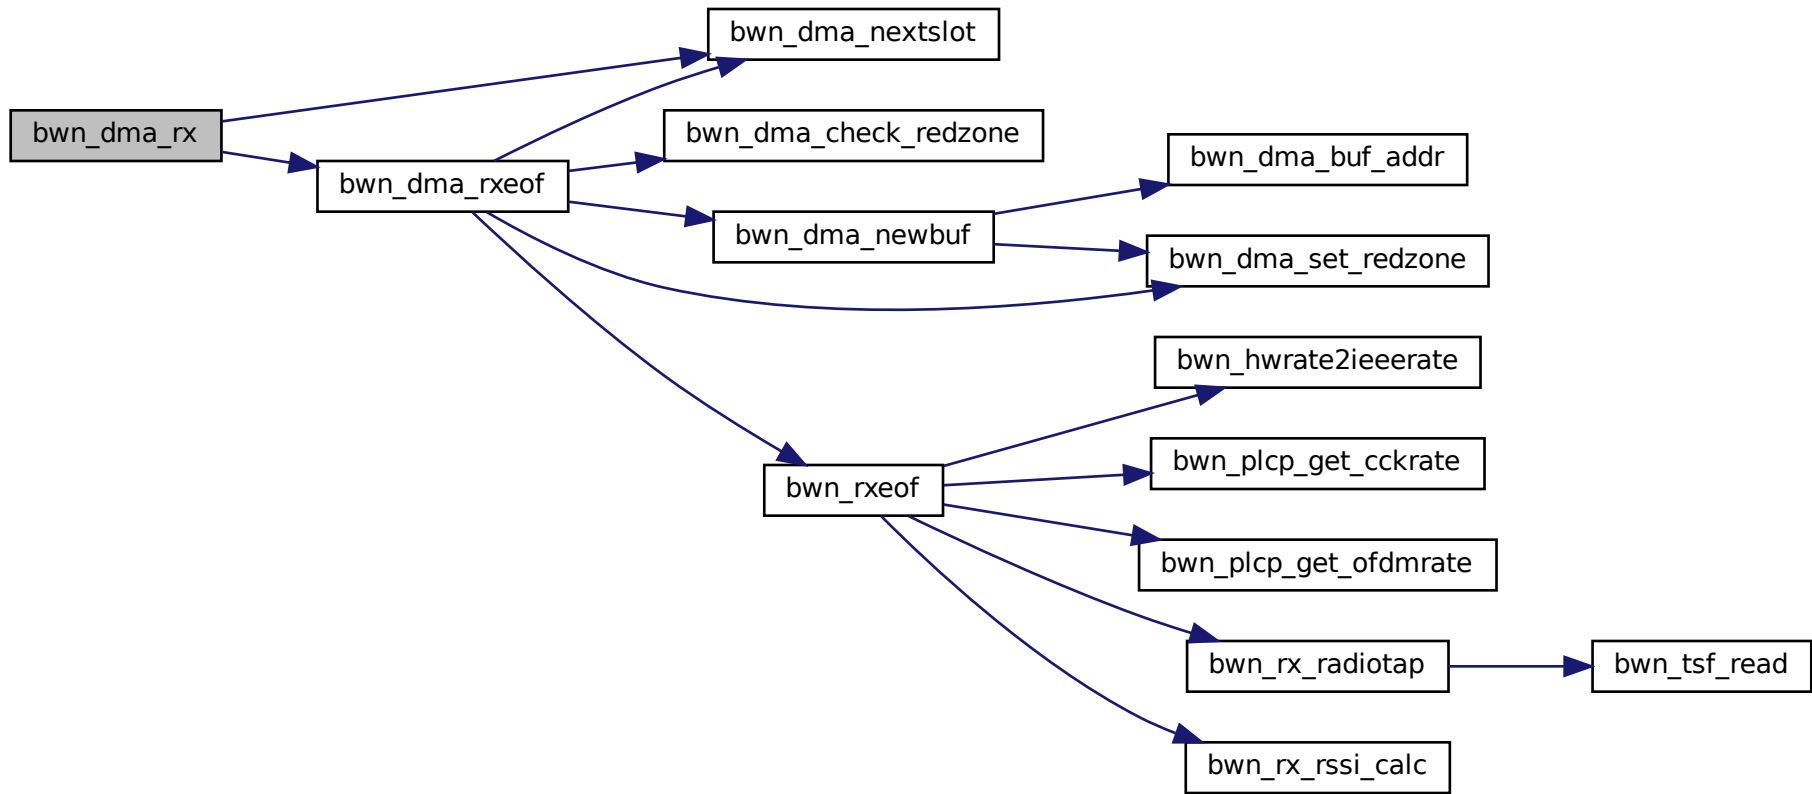 bwn_dma_rx
bwn_dma_nextslot
bwn_dma_rxeof
bwn_dma_check_redzone
bwn_dma_newbuf
bwn_dma_buf_addr
bwn_dma_set_redzone
bwn_rxeof
bwn_hwrate2ieeerate
bwn_plcp_get_cckrate
bwn_plcp_get_ofdmrate
bwn_rx_radiotap
bwn_tsf_read
bwn_rx_rssi_calc